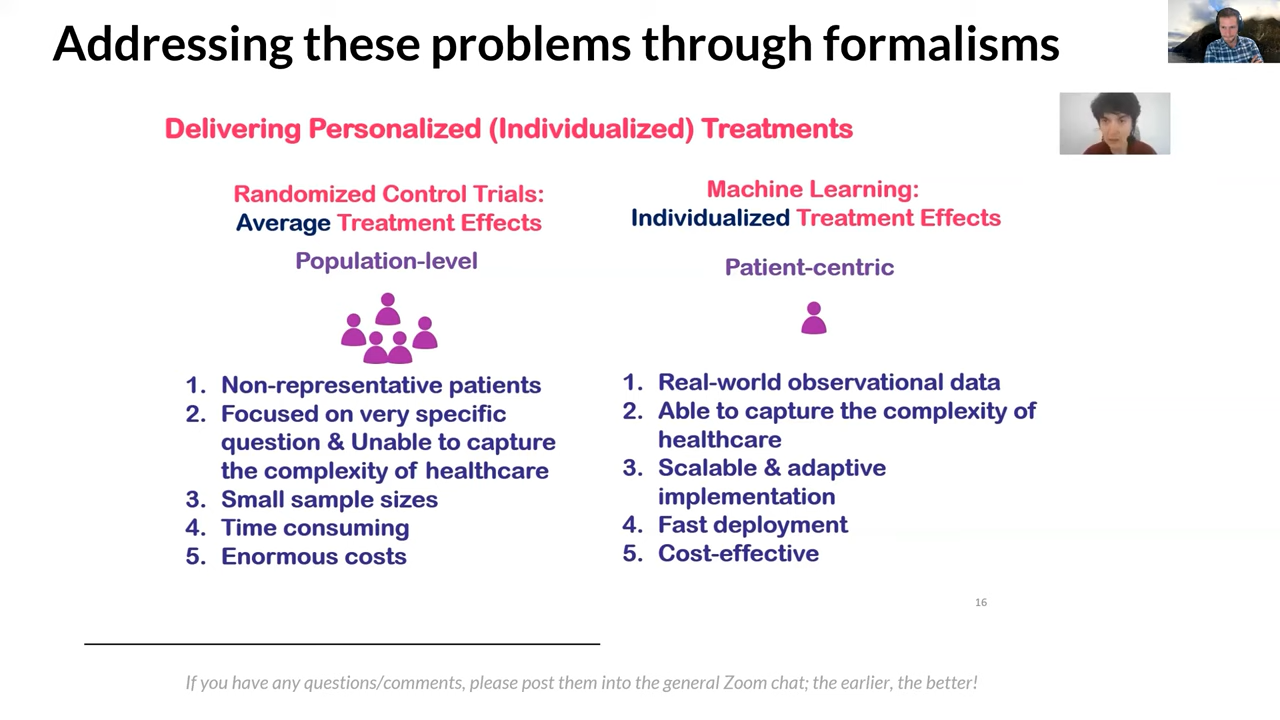 Addressing these problems through formalisms
Delivering Personalized (Individualized) Treatments
Randomized Control Trials:
Average Treatment Effects
Population-level
1. Non-representative patients
2. Focused on very specific
question & Unable to capture
the complexity of healthcare
3. Small sample sizes
4. Time consuming
5. Enormous costs
Machine Learning:
Individualized Treatment Effects
Patient-centric
1. Real-world observational data
2. Able to capture the complexity of
healthcare
3. Scalable & adaptive
implementation
4. Fast deployment
5. Cost-effective
16
If you have any questions/comments, please post them into the general Zoom chat; the earlier, the better!